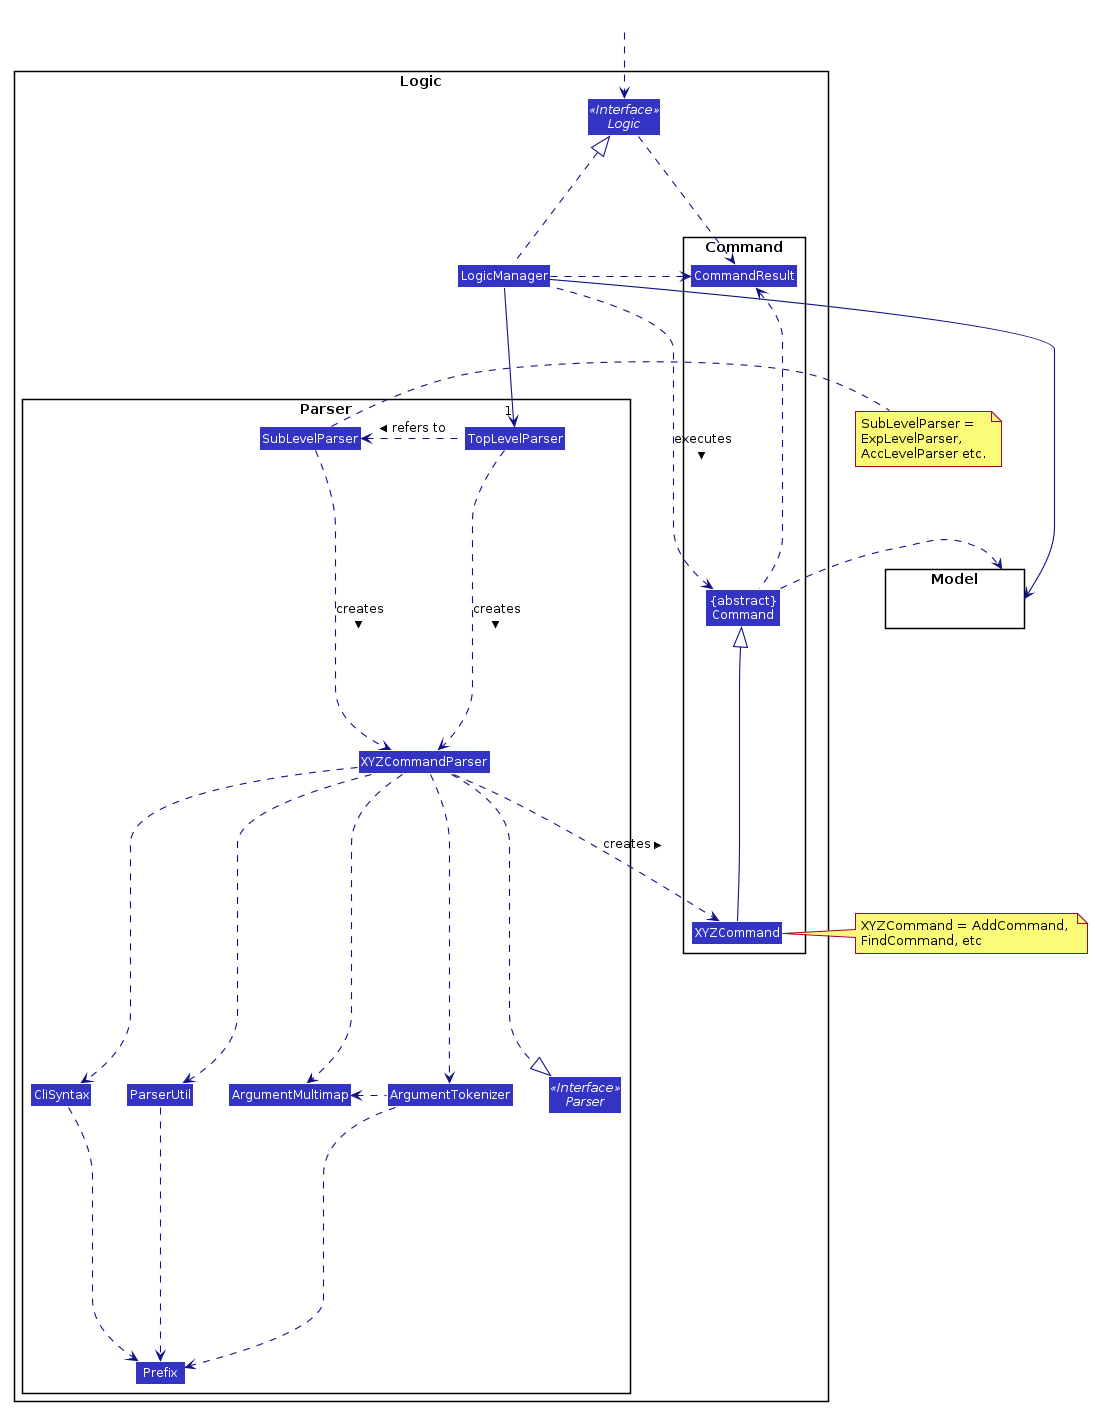 Logic
«Interface»
Logic
Command
LogicManager
CommandResult
Parser
1
SubLevelParser
◄ refers to
TopLevelParser
executes
▼
SubLevelParser =
ExpLevelParser,
AccLevelParser etc.
Model
{abstract}
Command
creates
▼
creates
▼
XYZCommandParser
creates ►
XYZCommand
XYZCommand = AddCommand,
FindCommand, etc
CliSyntax
ParserUtil
ArgumentMultimap
ArgumentTokenizer
«Interface»
Parser
Prefix